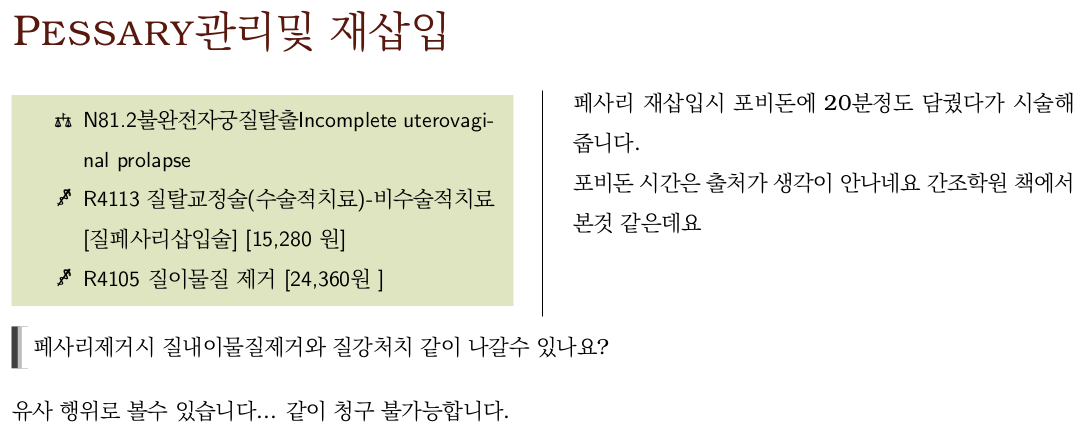 PESSARY관리및 재삽입
N81.2불완전자궁질탈출Incomplete uterovagi-
nal prolapse
R4113 질탈교정술(수술적치료)-비수술적치료
[질페사리삽입술] [15,280 원]
R4105 질이물질 제거 [24,360원 ]
페사리 재삽입시 포비돈에 20분정도 담궜다가 시술해
줍니다.
포비돈 시간은 출처가 생각이 안나네요 간조학원 책에서
본것 같은데요
페사리제거시 질내이물질제거와 질강처치 같이 나갈수 있나요?
유사 행위로 볼수 있습니다... 같이 청구 불가능합니다.